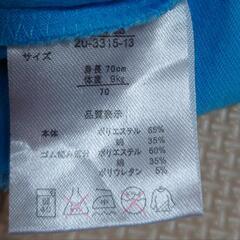 20-3315-13
サイズ
身長 70cm
体重 9kg
70
品質表示
本体 ポリエステル 65%
綿 35%
ゴム編み部分 ポリエステル 60%
綿 35%
ポリウレタン 5%